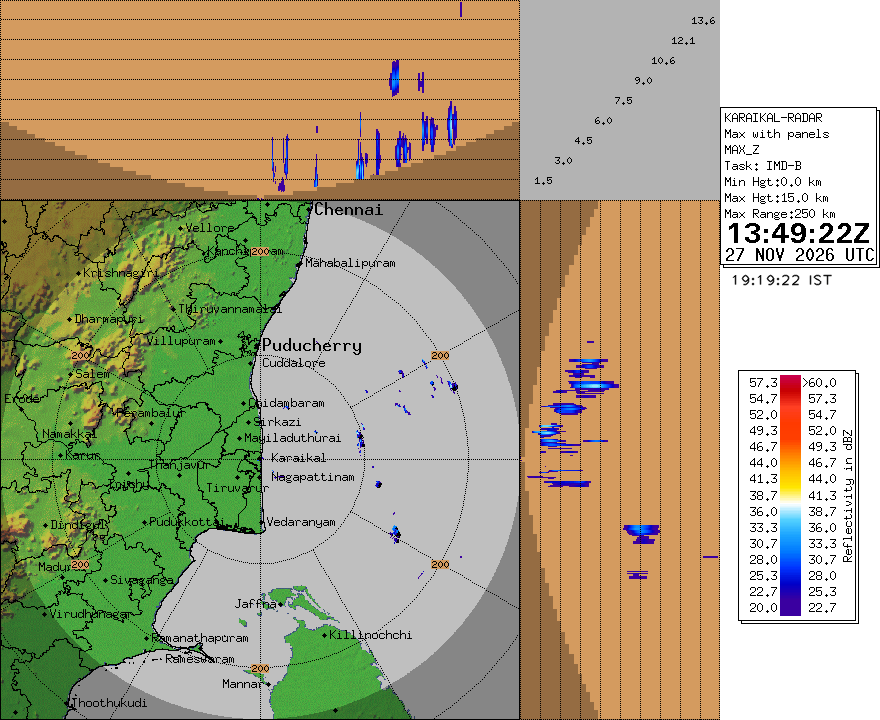 13.6
12.1
10.6
9.0
7.5
6.0
4.5
3.0
1.5
KARAIKAL-RADAR
Max with panels
MAX_Z
Task: IMD-B
Min Hgt:0.0 km
Max Hgt:15.0 km
Max Range:250 km
13:49:22Z
27 NOV 2026 UTC
19:19:22 IST
Chennai
Vellore
200
Mahabalipuram
Krishnagiri
Thiruvannamalai
Dharmapuri
Villupuram
Puducherry
200
200
Cuddalore
Salem
Erode
Perambalur
Chidambaram
Sirkazi
Namakkal
Mayiladuthurai
Karur
Karaikal
Thanjavur
Nagapattinam
Tiruvarur
Dindigul
Pudukkottai
Vedaranyam
200
200
Madurai
Sivaganga
Jaffna
Virudhunagar
Ramanathapuram
Killinochchi
Rameswaram
200
Mannar
Thoothukudi
57.3 >60.0
54.7 57.3
52.0 54.7
49.3 52.0
46.7 49.3
44.0 46.7
41.3 44.0
38.7 41.3
36.0 38.7
33.3 36.0
30.7 33.3
28.0 30.7
25.3 28.0
22.7 25.3
20.0 22.7
Reflectivity in dBZ